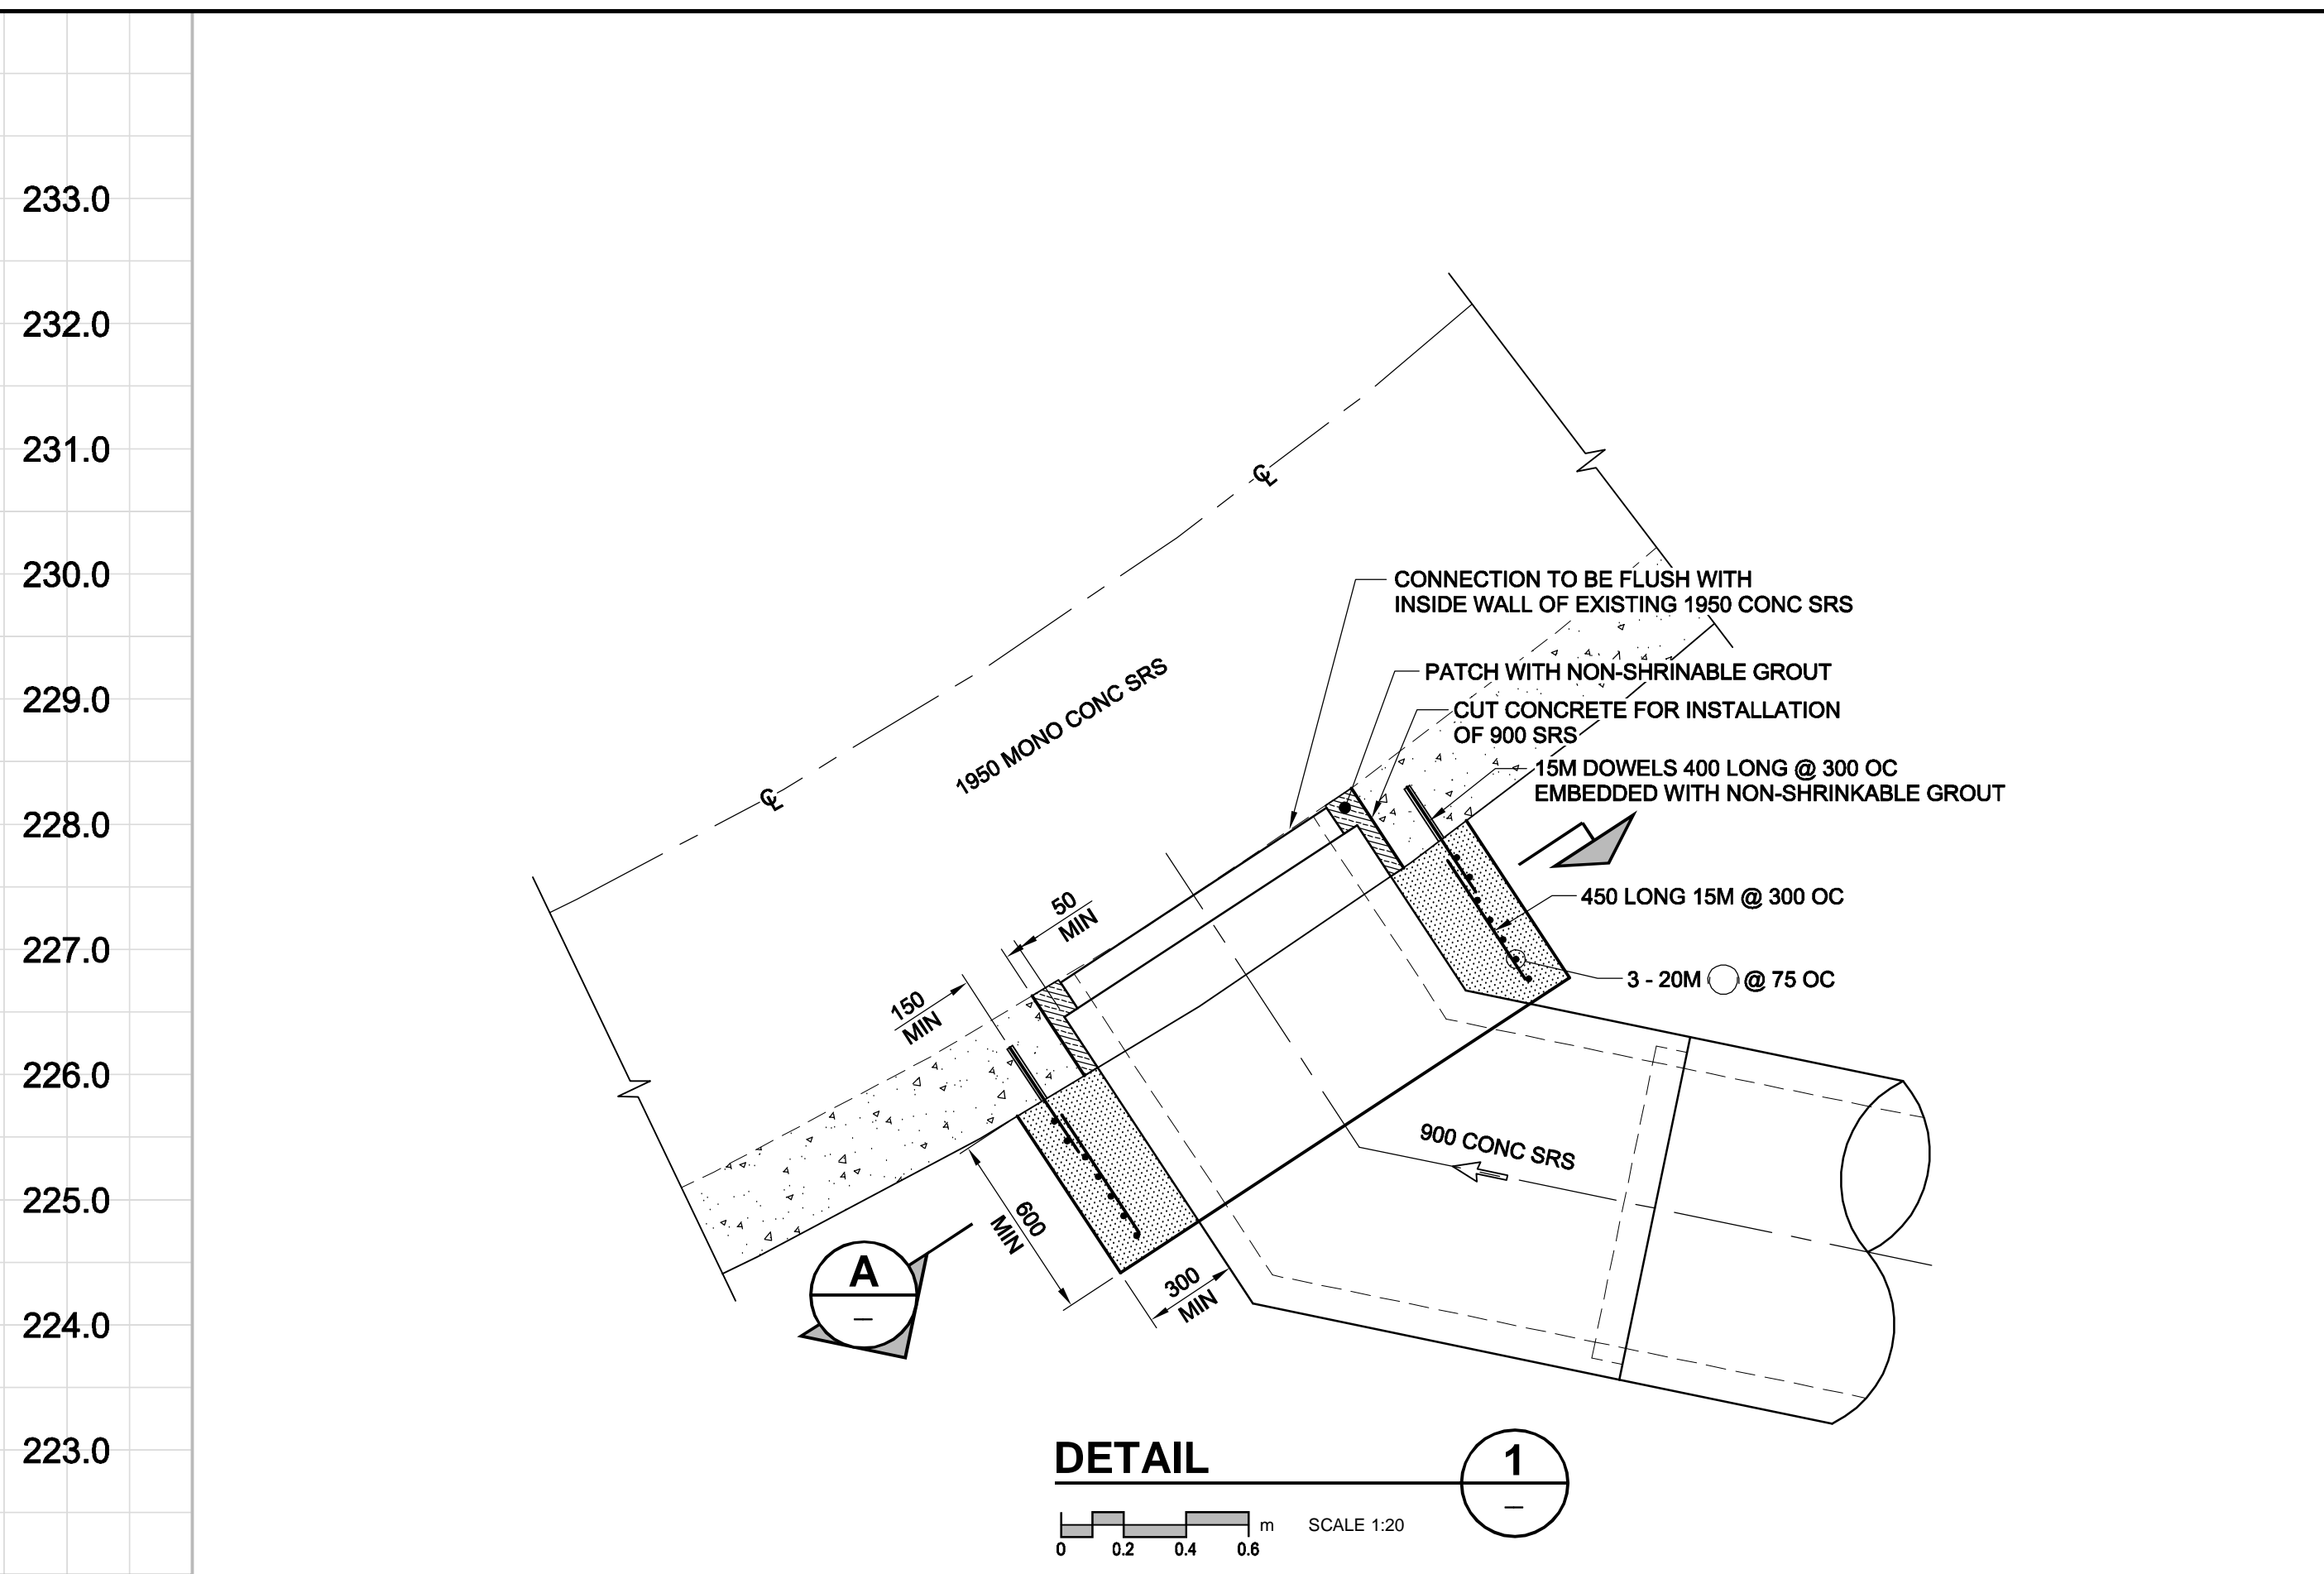 233.0
232.0
231.0
230.0
229.0
228.0
227.0
226.0
225.0
224.0
223.0
℄
℄
1950 MONO CONC SRS
CONNECTION TO BE FLUSH WITH
INSIDE WALL OF EXISTING 1950 CONC SRS
PATCH WITH NON-SHRINABLE GROUT
CUT CONCRETE FOR INSTALLATION
OF 900 SRS
15M DOWELS 400 LONG @ 300 OC
EMBEDDED WITH NON-SHRINKABLE GROUT
450 LONG 15M @ 300 OC
3 - 20M @ 75 OC
50
MIN
150
MIN
600
MIN
300
MIN
900 CONC SRS
A
–
DETAIL
1
–
0 0.2 0.4 0.6 m
SCALE 1:20